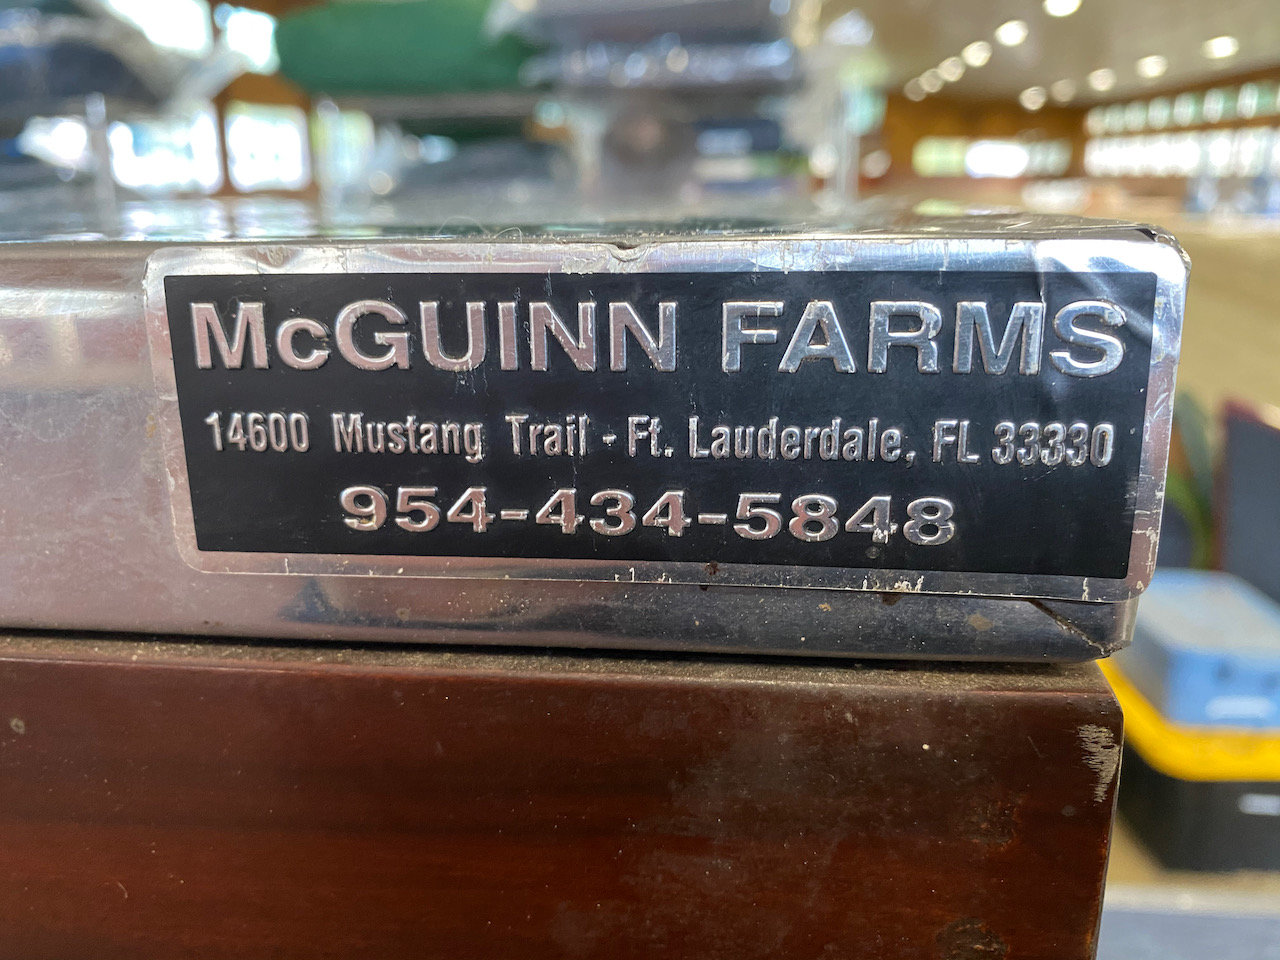 McGUINN FARMS
14600 Mustang Trail - Ft. Lauderdale, FL 33330
954-434-5848